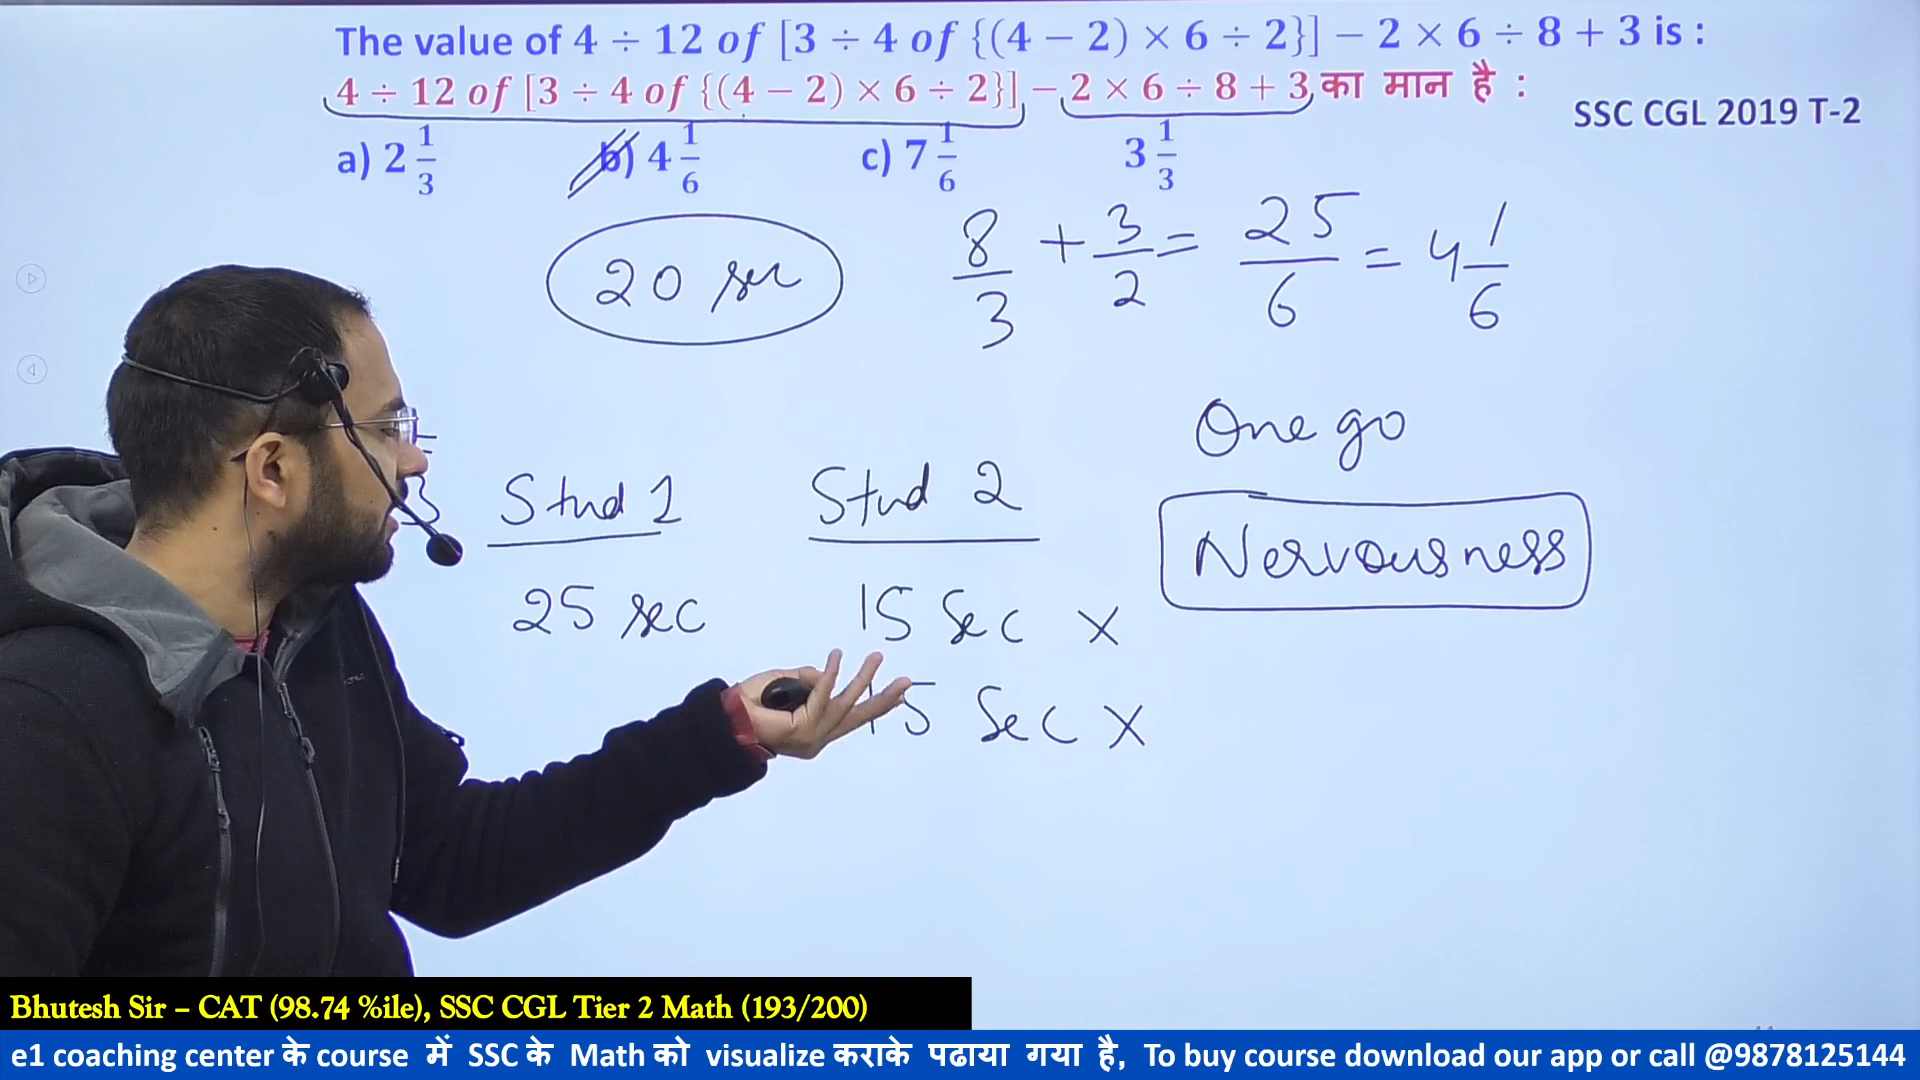 The value of 4 ÷ 12 of [3 ÷ 4 of {(4 − 2) × 6 ÷ 2}] − 2 × 6 ÷ 8 + 3 is :
4 ÷ 12 of [3 ÷ 4 of {(4 − 2) × 6 ÷ 2}] − 2 × 6 ÷ 8 + 3 का मान है :
SSC CGL 2019 T-2
a) 2 1/3 b) 4 1/6 c) 7 1/6 3 1/3
20 sec
8/3 + 3/2 = 25/6 = 4 1/6
One go
Stud 1 Stud 2
Nervousness
25 sec 15 Sec ×
15 Sec ×
Bhutesh Sir – CAT (98.74 %ile), SSC CGL Tier 2 Math (193/200)
e1 coaching center के course में SSC के Math को visualize कराके पढाया गया है, To buy course download our app or call @9878125144